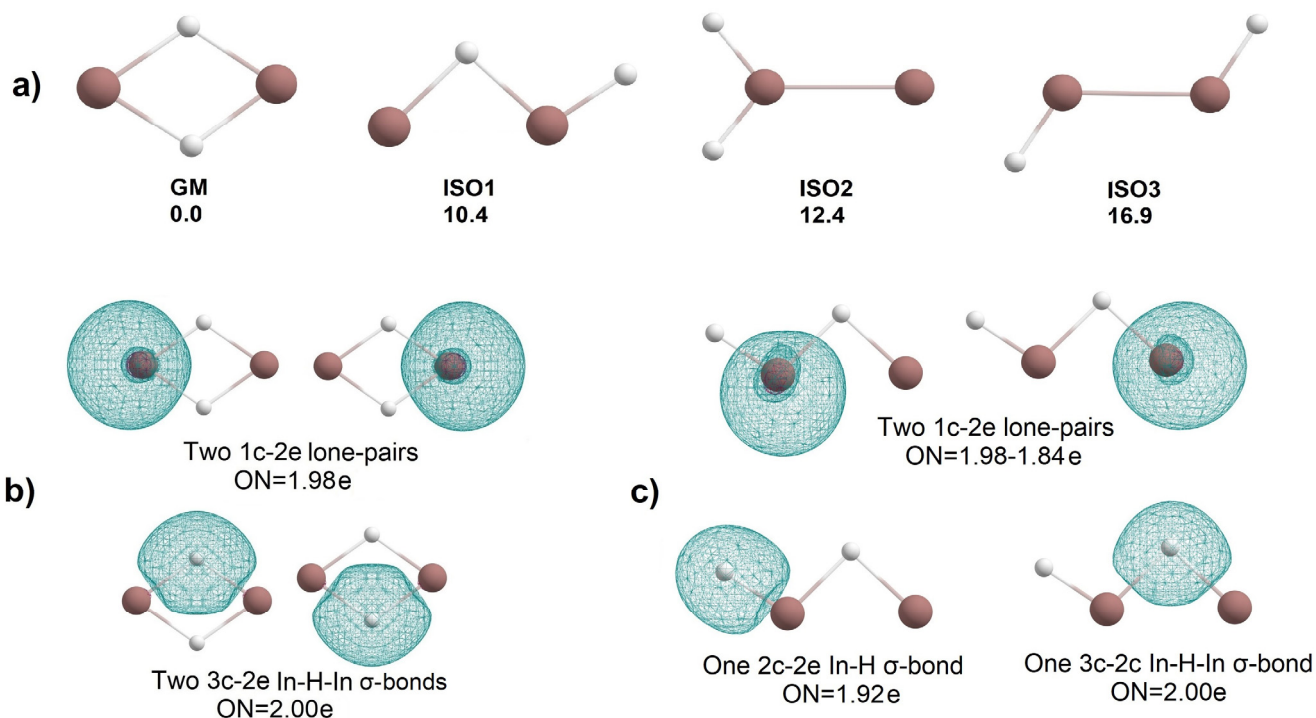 a)
GM
0.0
ISO1
10.4
ISO2
12.4
ISO3
16.9
Two 1c-2e lone-pairs
ON=1.98e
b)
Two 3c-2e In-H-In σ-bonds
ON=2.00e
Two 1c-2e lone-pairs
ON=1.98-1.84e
c)
One 2c-2e In-H σ-bond
ON=1.92e
One 3c-2c In-H-In σ-bond
ON=2.00e